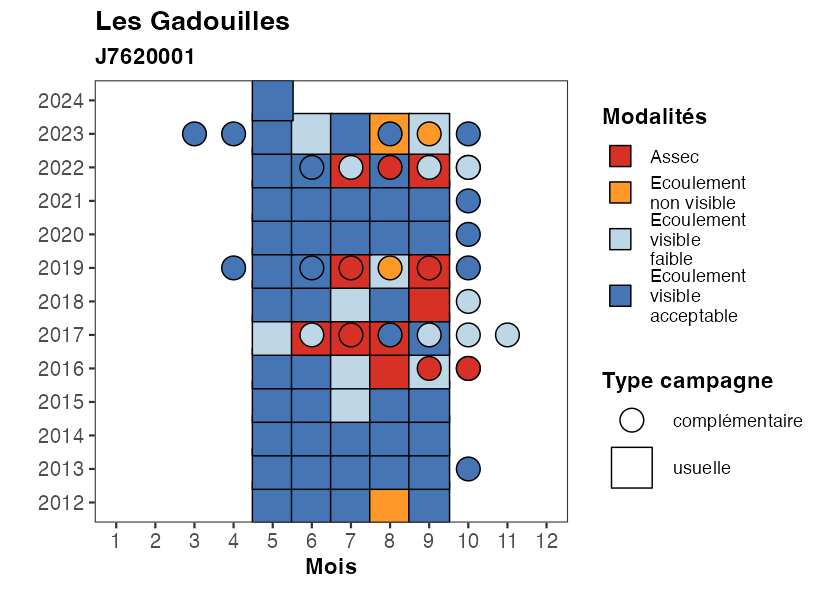 Les Gadouilles
J7620001
2024
2023
2022
2021
2020
2019
2018
2017
2016
2015
2014
2013
2012
1 2 3 4 5 6 7 8 9 10 11 12
Mois
Modalités
Assec
Ecoulement
non visible
Ecoulement
visible
faible
Ecoulement
visible
acceptable
Type campagne
complémentaire
usuelle